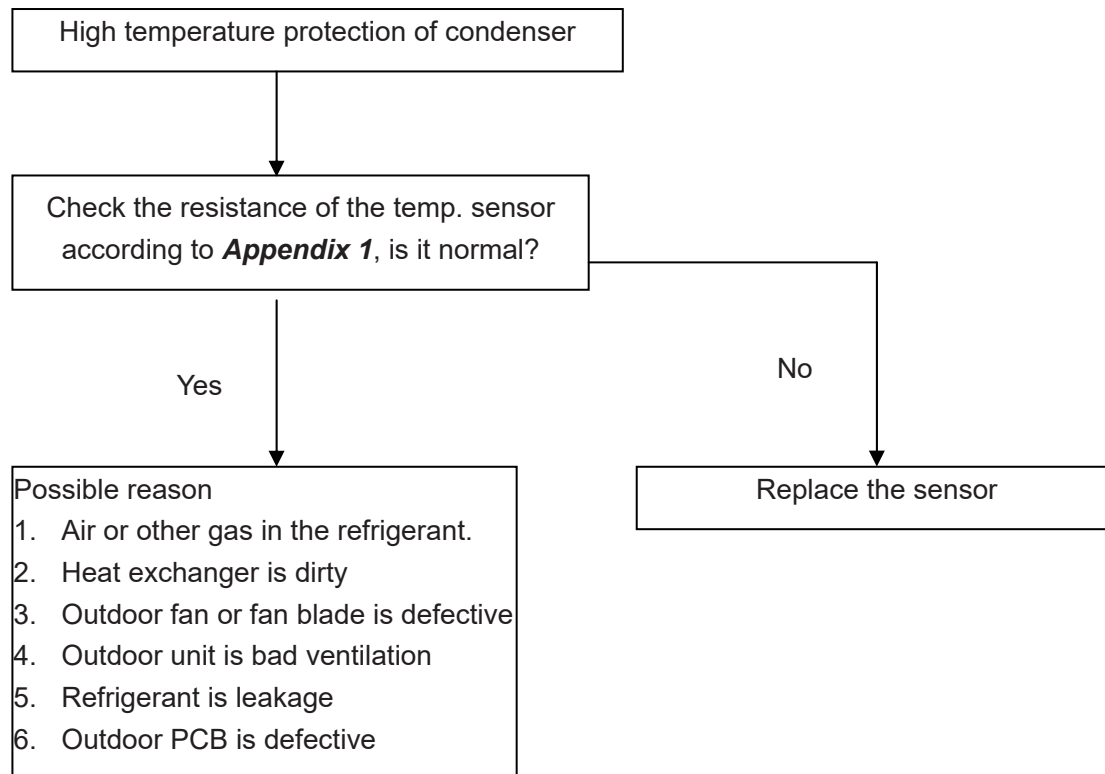 High temperature protection of condenser
Check the resistance of the temp. sensor
according to Appendix 1, is it normal?
Yes
No
Possible reason
1. Air or other gas in the refrigerant.
2. Heat exchanger is dirty
3. Outdoor fan or fan blade is defective
4. Outdoor unit is bad ventilation
5. Refrigerant is leakage
6. Outdoor PCB is defective
Replace the sensor